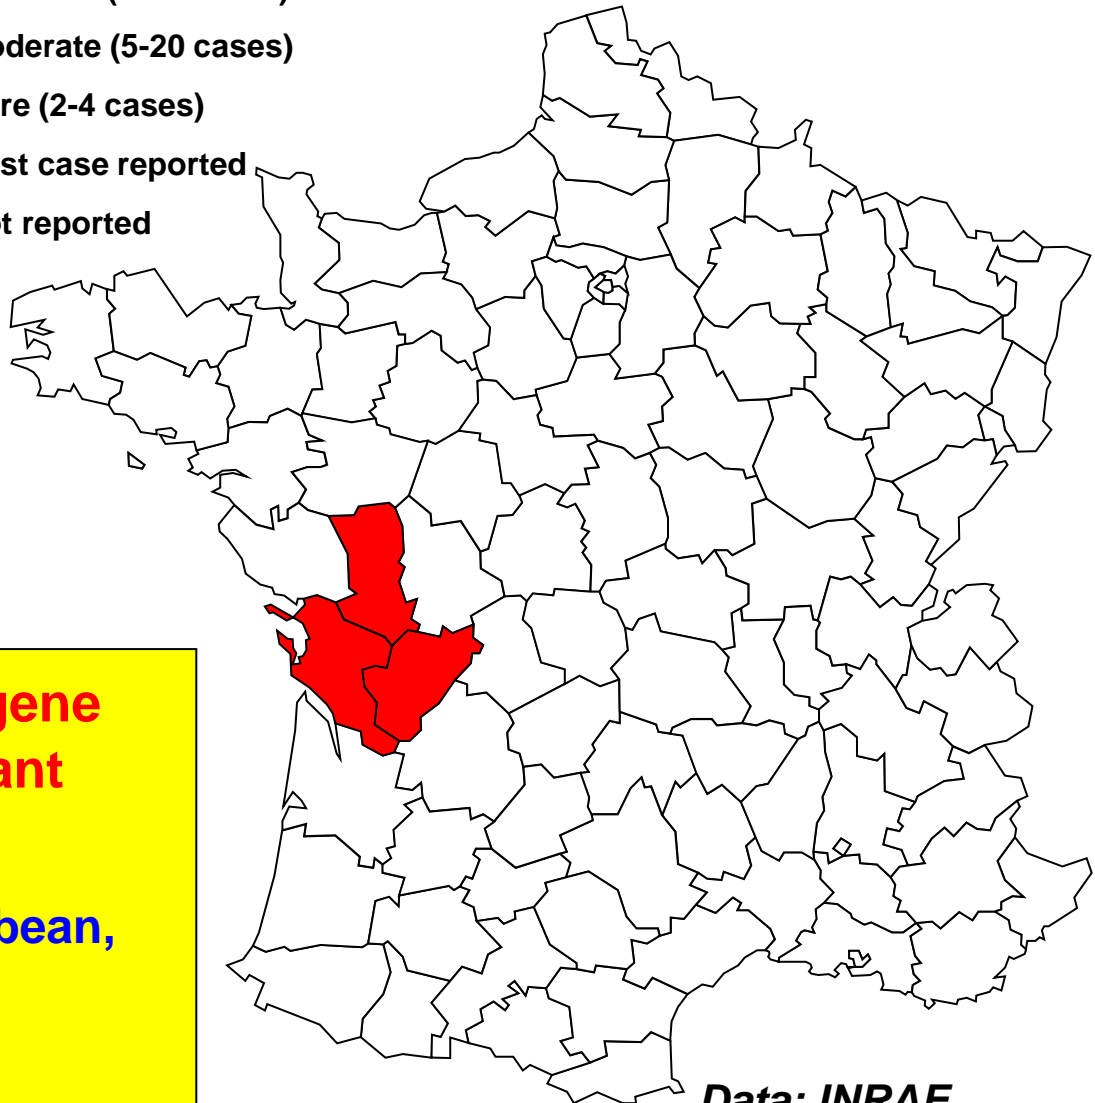 oderate (5-20 cases)
re (2-4 cases)
st case reported
t reported
gene
ant
bean,
Data: INRAE